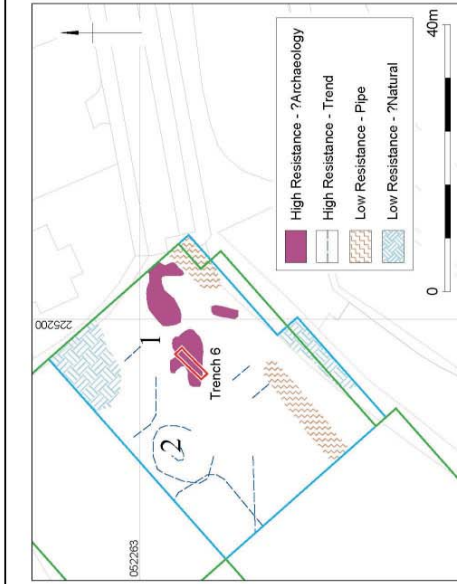 052263
225200
1
2
Trench 6
High Resistance - ?Archaeology
High Resistance - Trend
Low Resistance - Pipe
Low Resistance - ?Natural
0
40m